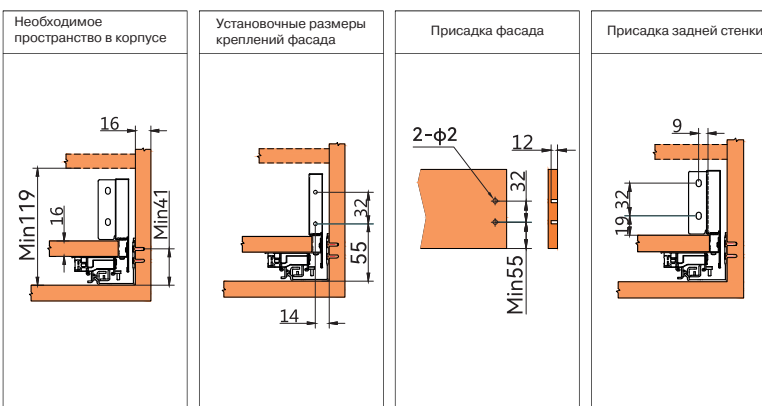 Необходимое
пространство в корпусе
16
Min119
16
Min41
Установочные размеры
креплений фасада
32
55
14
Присадка фасада
2-ф2
12
32
Min55
Присадка задней стенки
9
32
19